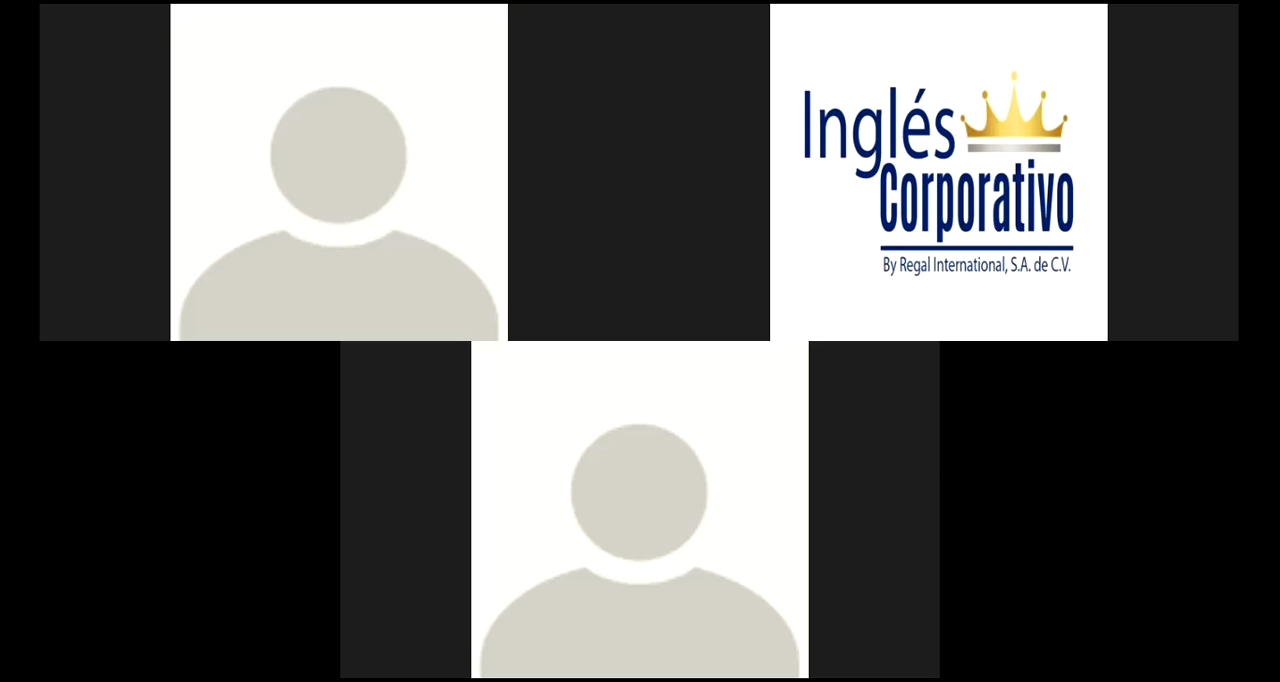 Inglés
Corporativo
By Regal International, S.A. de C.V.